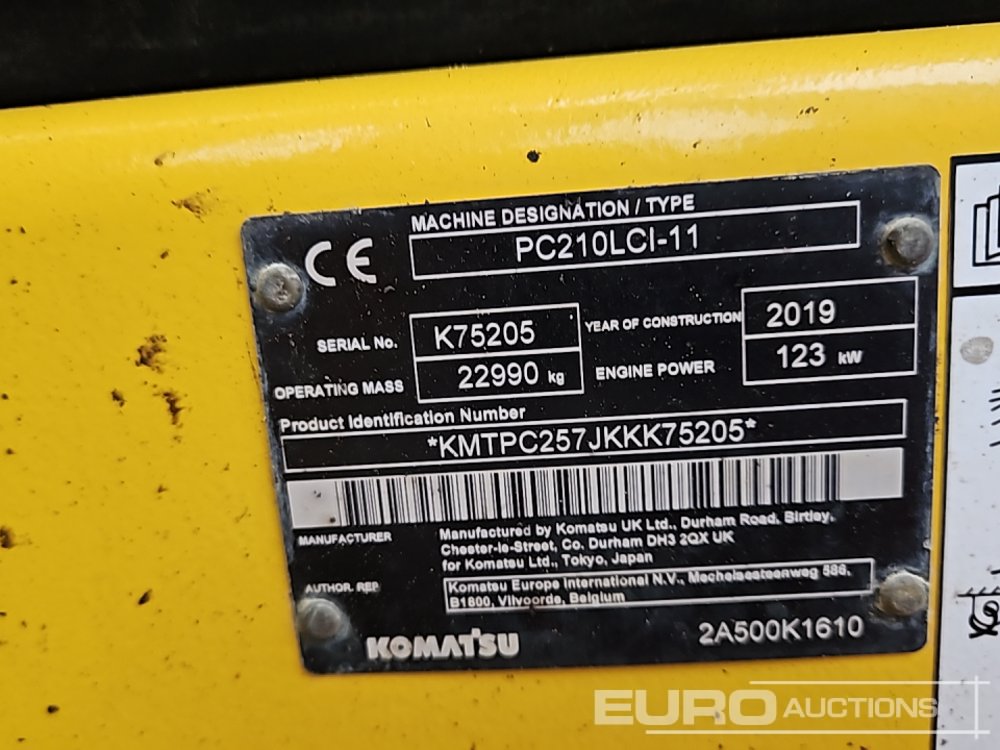 CE
MACHINE DESIGNATION / TYPE
PC210LCI-11
SERIAL No. K75205 YEAR OF CONSTRUCTION 2019
OPERATING MASS 22990 kg ENGINE POWER 123 kW
Product Identification Number
*KMTPC257JKKK75205*
MANUFACTURER
Manufactured by Komatsu UK Ltd., Durham Road, Birtley,
Chester-le-Street, Co. Durham DH3 2QX UK
for Komatsu Ltd., Tokyo, Japan
AUTHOR. REP.
Komatsu Europe International N.V., Mechelsesteenweg 586,
B1800, Vilvoorde, Belgium
KOMATSU 2A500K1610
EURO AUCTIONS